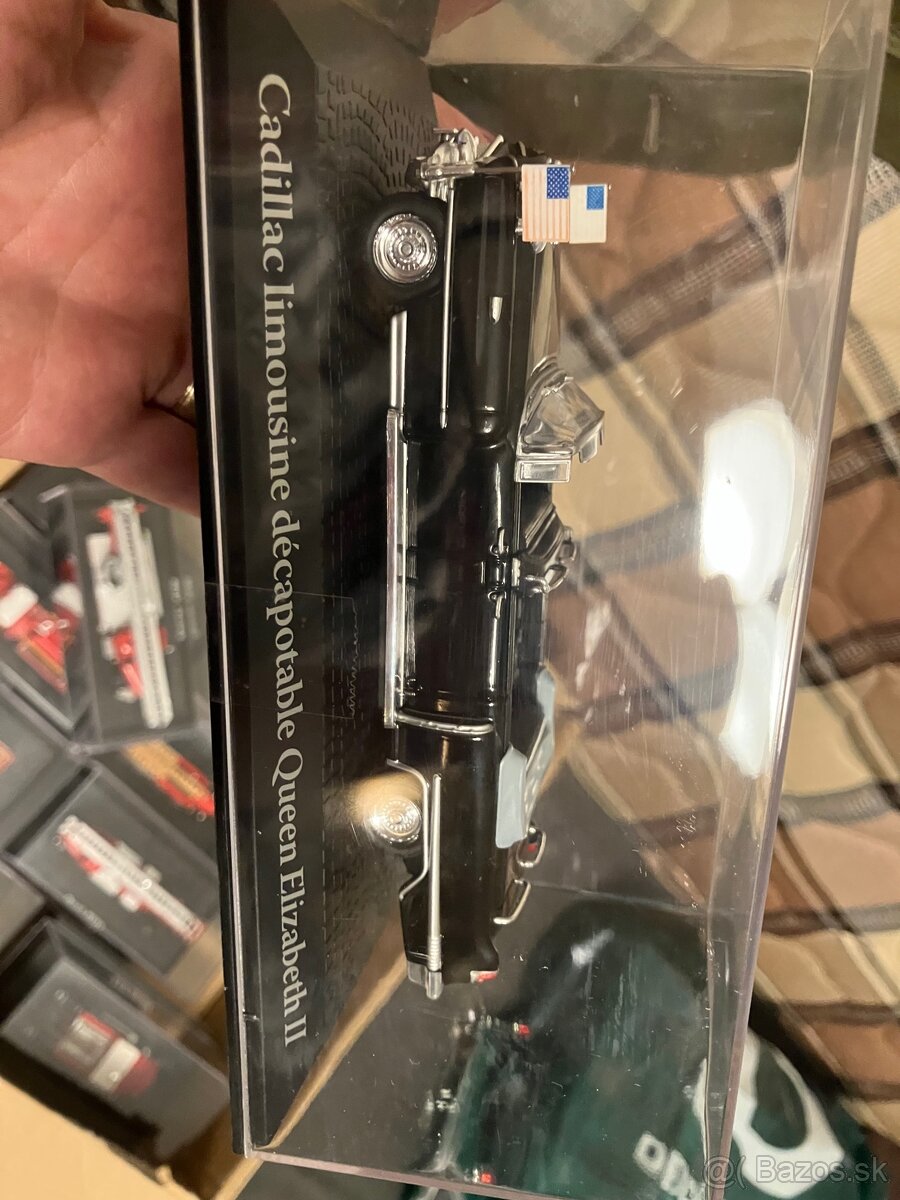 Cadillac limousine décapotable Queen Elizabeth II
@( Bazos.sk